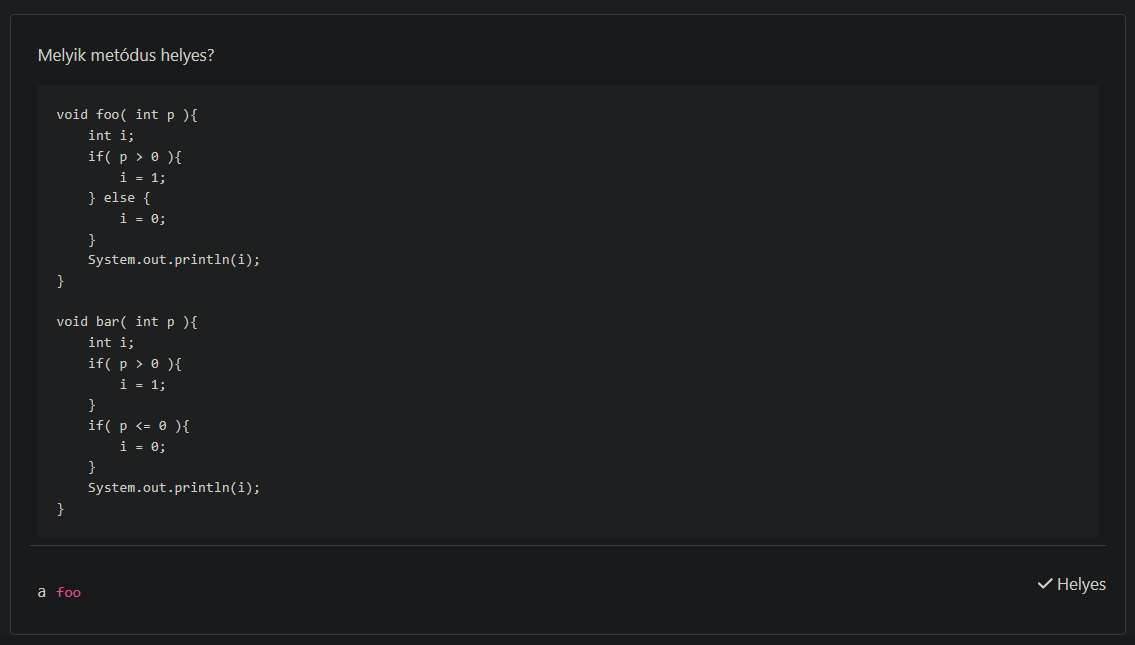 Melyik metódus helyes?
void foo( int p ){
    int i;
    if( p > 0 ){
        i = 1;
    } else {
        i = 0;
    }
    System.out.println(i);
}
void bar( int p ){
    int i;
    if( p > 0 ){
        i = 1;
    }
    if( p <= 0 ){
        i = 0;
    }
    System.out.println(i);
}
a foo
Helyes